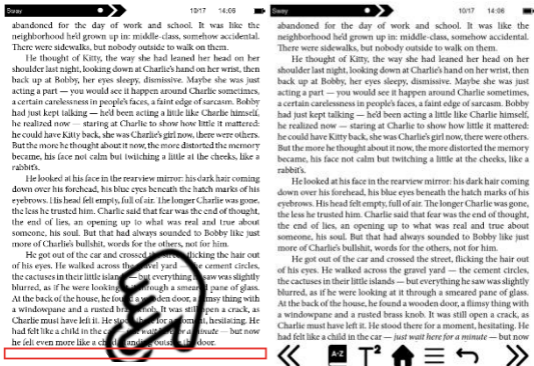 Sway
10/17 14:06
abandoned for the day of work and school. It was like the
neighborhood he'd grown up in: middle-class, somehow accidental.
There were sidewalks, but nobody outside to walk on them.
He thought of Kitty, the way she had leaned her head on her
shoulder last night, looking down at Charlie's hand on her wrist, then
back up at Bobby, her eyes sleepy, dismissive. Maybe she was just
acting a part — you would see it happen around Charlie sometimes,
a certain carelessness in people's faces, a faint edge of sarcasm. Bobby
had just kept talking — he'd been acting a little like Charlie himself,
he realized now — staring at Charlie to show how little it mattered:
he could have Kitty back, she was Charlie's girl now, there were others.
But the more he thought about it now, the more distorted the memory
became, his face not calm but twitching a little at the cheeks, like a
rabbit's.
He looked at his face in the rearview mirror: his dark hair coming
down over his forehead, his blue eyes beneath the hatch marks of his
eyebrows. His head felt empty, full of air. The longer Charlie was gone,
the less he trusted him. Charlie said that fear was the end of thought,
the end of lies, an opening up to what was real and true about
someone, his soul. But that had always sounded to Bobby like just
more of Charlie's bullshit, words for the others, not for him.
He got out of the car and crossed the street, flicking the hair out
of his eyes. He walked across the gravel yard — the cement circles,
the cactuses in their little islands — but everything he saw was slightly
blurred, as if he were looking at it through a smeared pane of glass.
At the back of the house, he found a wooden door, a flimsy thing with
a windowpane and a rusted brass knob. It was still open a crack, as
Charlie must have left it. He stood there for a moment, hesitating. He
had felt like a child in the car — just wait here for a minute — but now
he felt even more like a child standing outside the door.
Sway
10/17 14:06
abandoned for the day of work and school. It was like the
neighborhood he'd grown up in: middle-class, somehow accidental.
There were sidewalks, but nobody outside to walk on them.
He thought of Kitty, the way she had leaned her head on her
shoulder last night, looking down at Charlie's hand on her wrist, then
back up at Bobby, her eyes sleepy, dismissive. Maybe she was just
acting a part — you would see it happen around Charlie sometimes,
a certain carelessness in people's faces, a faint edge of sarcasm. Bobby
had just kept talking — he'd been acting a little like Charlie himself,
he realized now — staring at Charlie to show how little it mattered:
he could have Kitty back, she was Charlie's girl now, there were others.
But the more he thought about it now, the more distorted the memory
became, his face not calm but twitching a little at the cheeks, like a
rabbit's.
He looked at his face in the rearview mirror: his dark hair coming
down over his forehead, his blue eyes beneath the hatch marks of his
eyebrows. His head felt empty, full of air. The longer Charlie was gone,
the less he trusted him. Charlie said that fear was the end of thought,
the end of lies, an opening up to what was real and true about
someone, his soul. But that had always sounded to Bobby like just
more of Charlie's bullshit, words for the others, not for him.
He got out of the car and crossed the street, flicking the hair out
of his eyes. He walked across the gravel yard — the cement circles,
the cactuses in their little islands — but everything he saw was slightly
blurred, as if he were looking at it through a smeared pane of glass.
At the back of the house, he found a wooden door, a flimsy thing with
a windowpane and a rusted brass knob. It was still open a crack, as
Charlie must have left it. He stood there for a moment, hesitating. He
had felt like a child in the car — just wait here for a minute — but now
A-Z T²